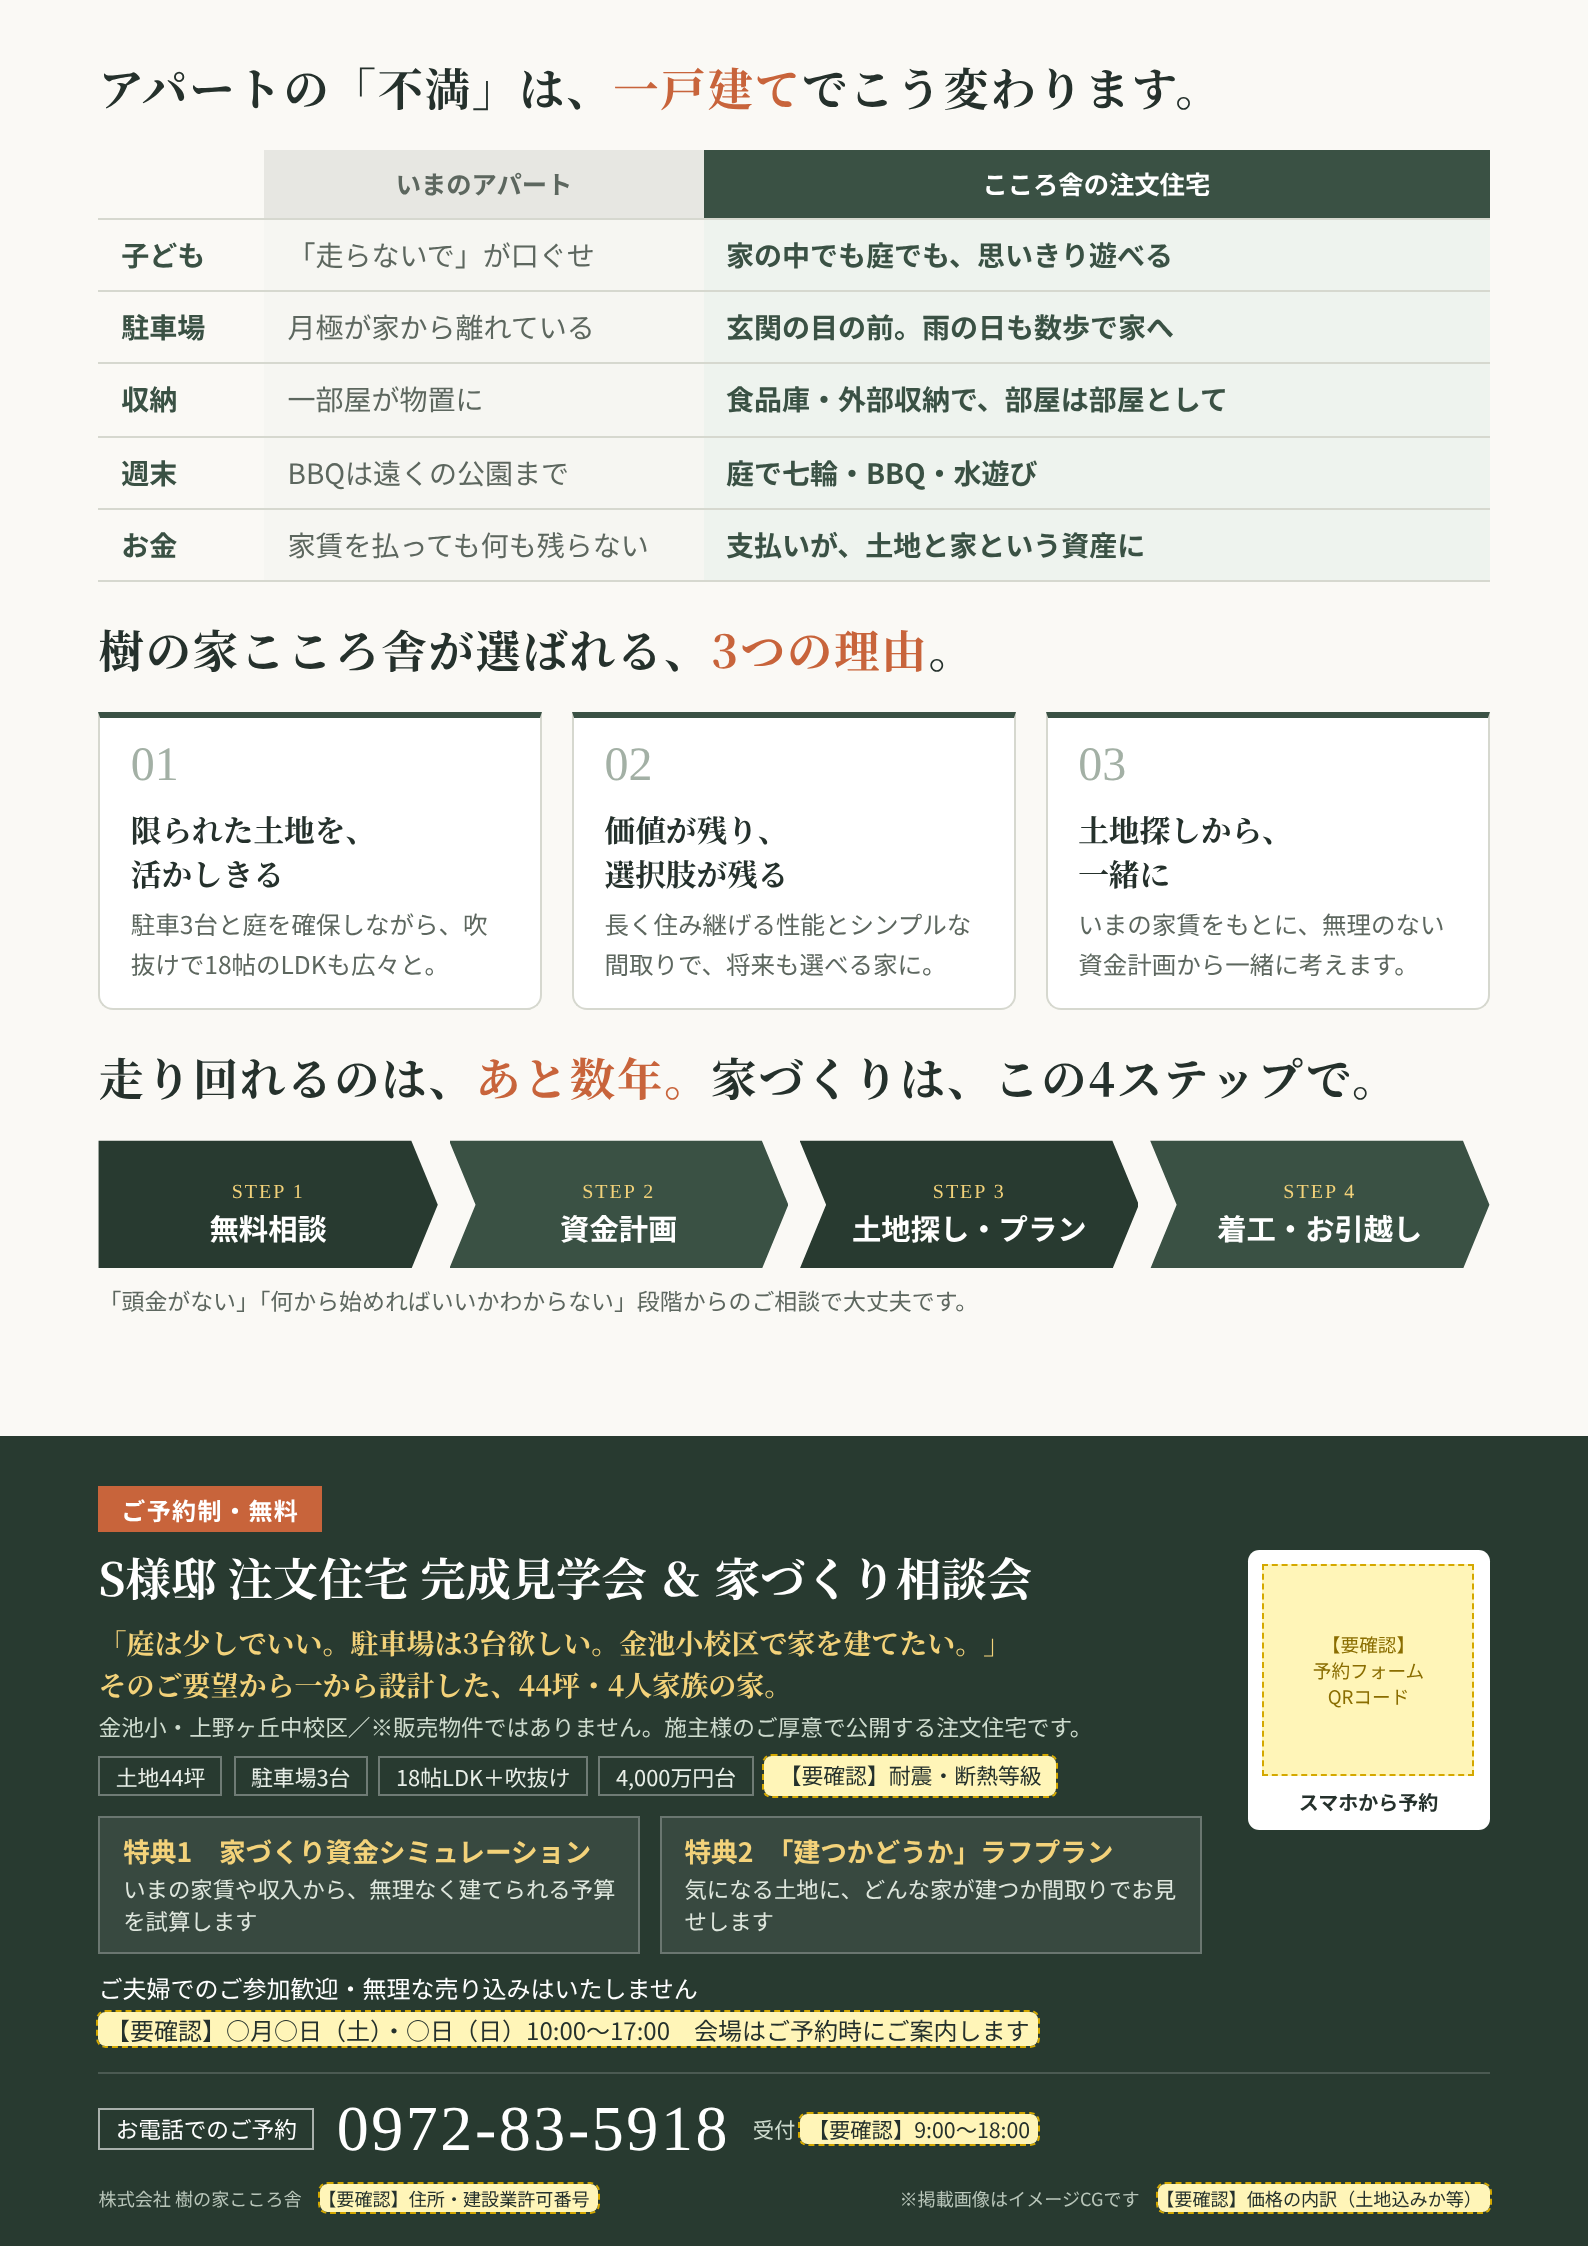 アパートの「不満」は、一戸建てでこう変わります。
いまのアパート
こころ舎の注文住宅
子ども 「走らないで」が口ぐせ 家の中でも庭でも、思いきり遊べる
駐車場 月極が家から離れている 玄関の目の前。雨の日も数歩で家へ
収納 一部屋が物置に 食品庫・外部収納で、部屋は部屋として
週末 BBQは遠くの公園まで 庭で七輪・BBQ・水遊び
お金 家賃を払っても何も残らない 支払いが、土地と家という資産に
樹の家こころ舎が選ばれる、3つの理由。
01
限られた土地を、
活かしきる
駐車3台と庭を確保しながら、吹
抜けで18帖のLDKも広々と。
02
価値が残り、
選択肢が残る
長く住み継げる性能とシンプルな
間取りで、将来も選べる家に。
03
土地探しから、
一緒に
いまの家賃をもとに、無理のない
資金計画から一緒に考えます。
走り回れるのは、あと数年。家づくりは、この4ステップで。
STEP 1
無料相談
STEP 2
資金計画
STEP 3
土地探し・プラン
STEP 4
着工・お引越し
「頭金がない」「何から始めればいいかわからない」段階からのご相談で大丈夫です。
ご予約制・無料
S様邸 注文住宅 完成見学会 & 家づくり相談会
「庭は少しでいい。駐車場は3台欲しい。金池小校区で家を建てたい。」
そのご要望から一から設計した、44坪・4人家族の家。
金池小・上野ヶ丘中校区／※販売物件ではありません。施主様のご厚意で公開する注文住宅です。
土地44坪 駐車場3台 18帖LDK＋吹抜け 4,000万円台 【要確認】耐震・断熱等級
【要確認】
予約フォーム
QRコード
スマホから予約
特典1　家づくり資金シミュレーション
いまの家賃や収入から、無理なく建てられる予算
を試算します
特典2　「建つかどうか」ラフプラン
気になる土地に、どんな家が建つか間取りでお見
せします
ご夫婦でのご参加歓迎・無理な売り込みはいたしません
【要確認】○月○日（土）・○日（日）10:00〜17:00　会場はご予約時にご案内します
お電話でのご予約 0972-83-5918 受付【要確認】9:00〜18:00
株式会社 樹の家こころ舎 【要確認】住所・建設業許可番号
※掲載画像はイメージCGです 【要確認】価格の内訳（土地込みか等）